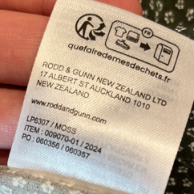 FR
quefairedemesdechets.fr
RODD & GUNN NEW ZEALAND LTD
17 ALBERT ST AUCKLAND 1010
NEW ZEALAND
www.roddandgunn.com
LP6307 / MOSS
ITEM : 009070-01 / 2024
PO : 060356 / 060357